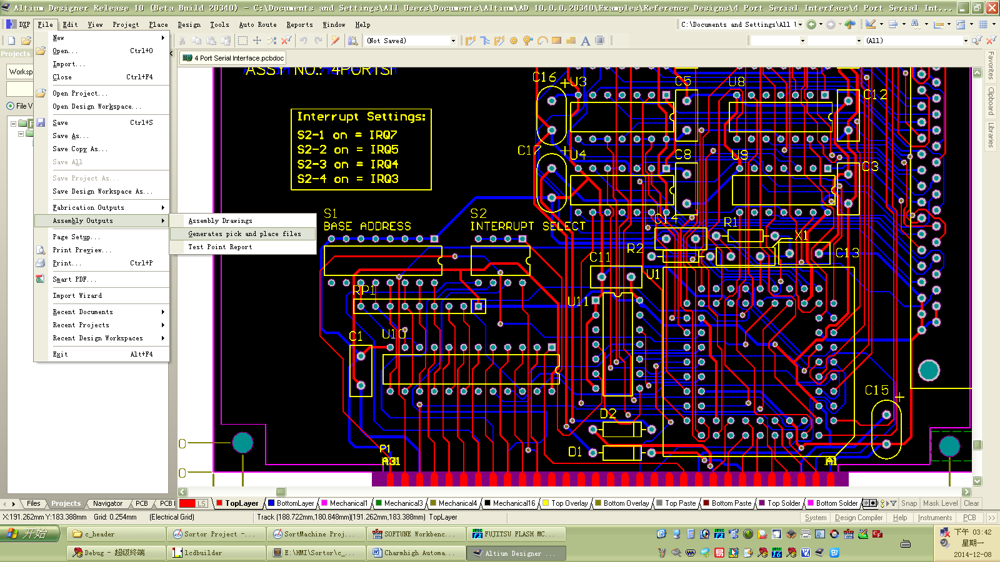 Altium Designer Release 10 (Beta Build 20340) - C:\Documents and Settings\All Users\Documents\Altium\AD 10.0.0.20340\Examples\Reference Designs\4 Port Serial Interface\4 Port Serial Int...
DXP File Edit View Project Place Design Tools Auto Route Reports Window Help
C:\Documents and Settings\All
(Not Saved)
(All)
Projects
4 Port Serial Interface.pcbdoc
Worksp
File V
New
Open... Ctrl+O
Import...
Close Ctrl+F4
Open Project...
Open Design Workspace...
Save Ctrl+S
Save As...
Save Copy As...
Save All
Save Project As...
Save Design Workspace As...
Fabrication Outputs
Assembly Outputs
Page Setup...
Print Preview...
Print... Ctrl+P
Smart PDF...
Import Wizard
Recent Documents
Recent Projects
Recent Design Workspaces
Exit Alt+F4
Assembly Drawings
Generates pick and place files
Test Point Report
Favorites
Clipboard
Libraries
ASSY NO.: 4PORTSI
Interrupt Settings:
S2-1 on = IRQ7
S2-2 on = IRQ5
S2-3 on = IRQ4
S2-4 on = IRQ3
C16 + U3 C5 U8 C12
C17 + U4 C8 U9 C3
S1
BASE ADDRESS
S2
INTERRUPT SELECT
C14 R1 X1
R2 C13
C11 U1
RP1
U11
C1 U10
C15 +
D2
D1
P1
A31
A1
0
0
Files Projects Navigator PCB PCB I
LS TopLayer BottomLayer Mechanical1 Mechanical3 Mechanical4 Mechanical16 Top Overlay Bottom Overlay Top Paste Bottom Paste Top Solder Bottom Solder Snap Mask Level Clear
X:191.262mm Y:183.388mm Grid: 0.254mm (Electrical Grid) Track (188.722mm,180.848mm)(191.262mm,183.388mm) TopLayer
System Design Compiler Help Instruments PCB >>
开始
c_header
Sortor Project -...
SortMachine Proj...
SOFTUNE Workbenc...
FUJITSU FLASH MC...
Debug - 超级终端
lcdbuilder
E:\HMI\Sortor\c_...
Charmhigh Automa...
Altium Designer ...
下午 03:42
星期一
2014-12-08